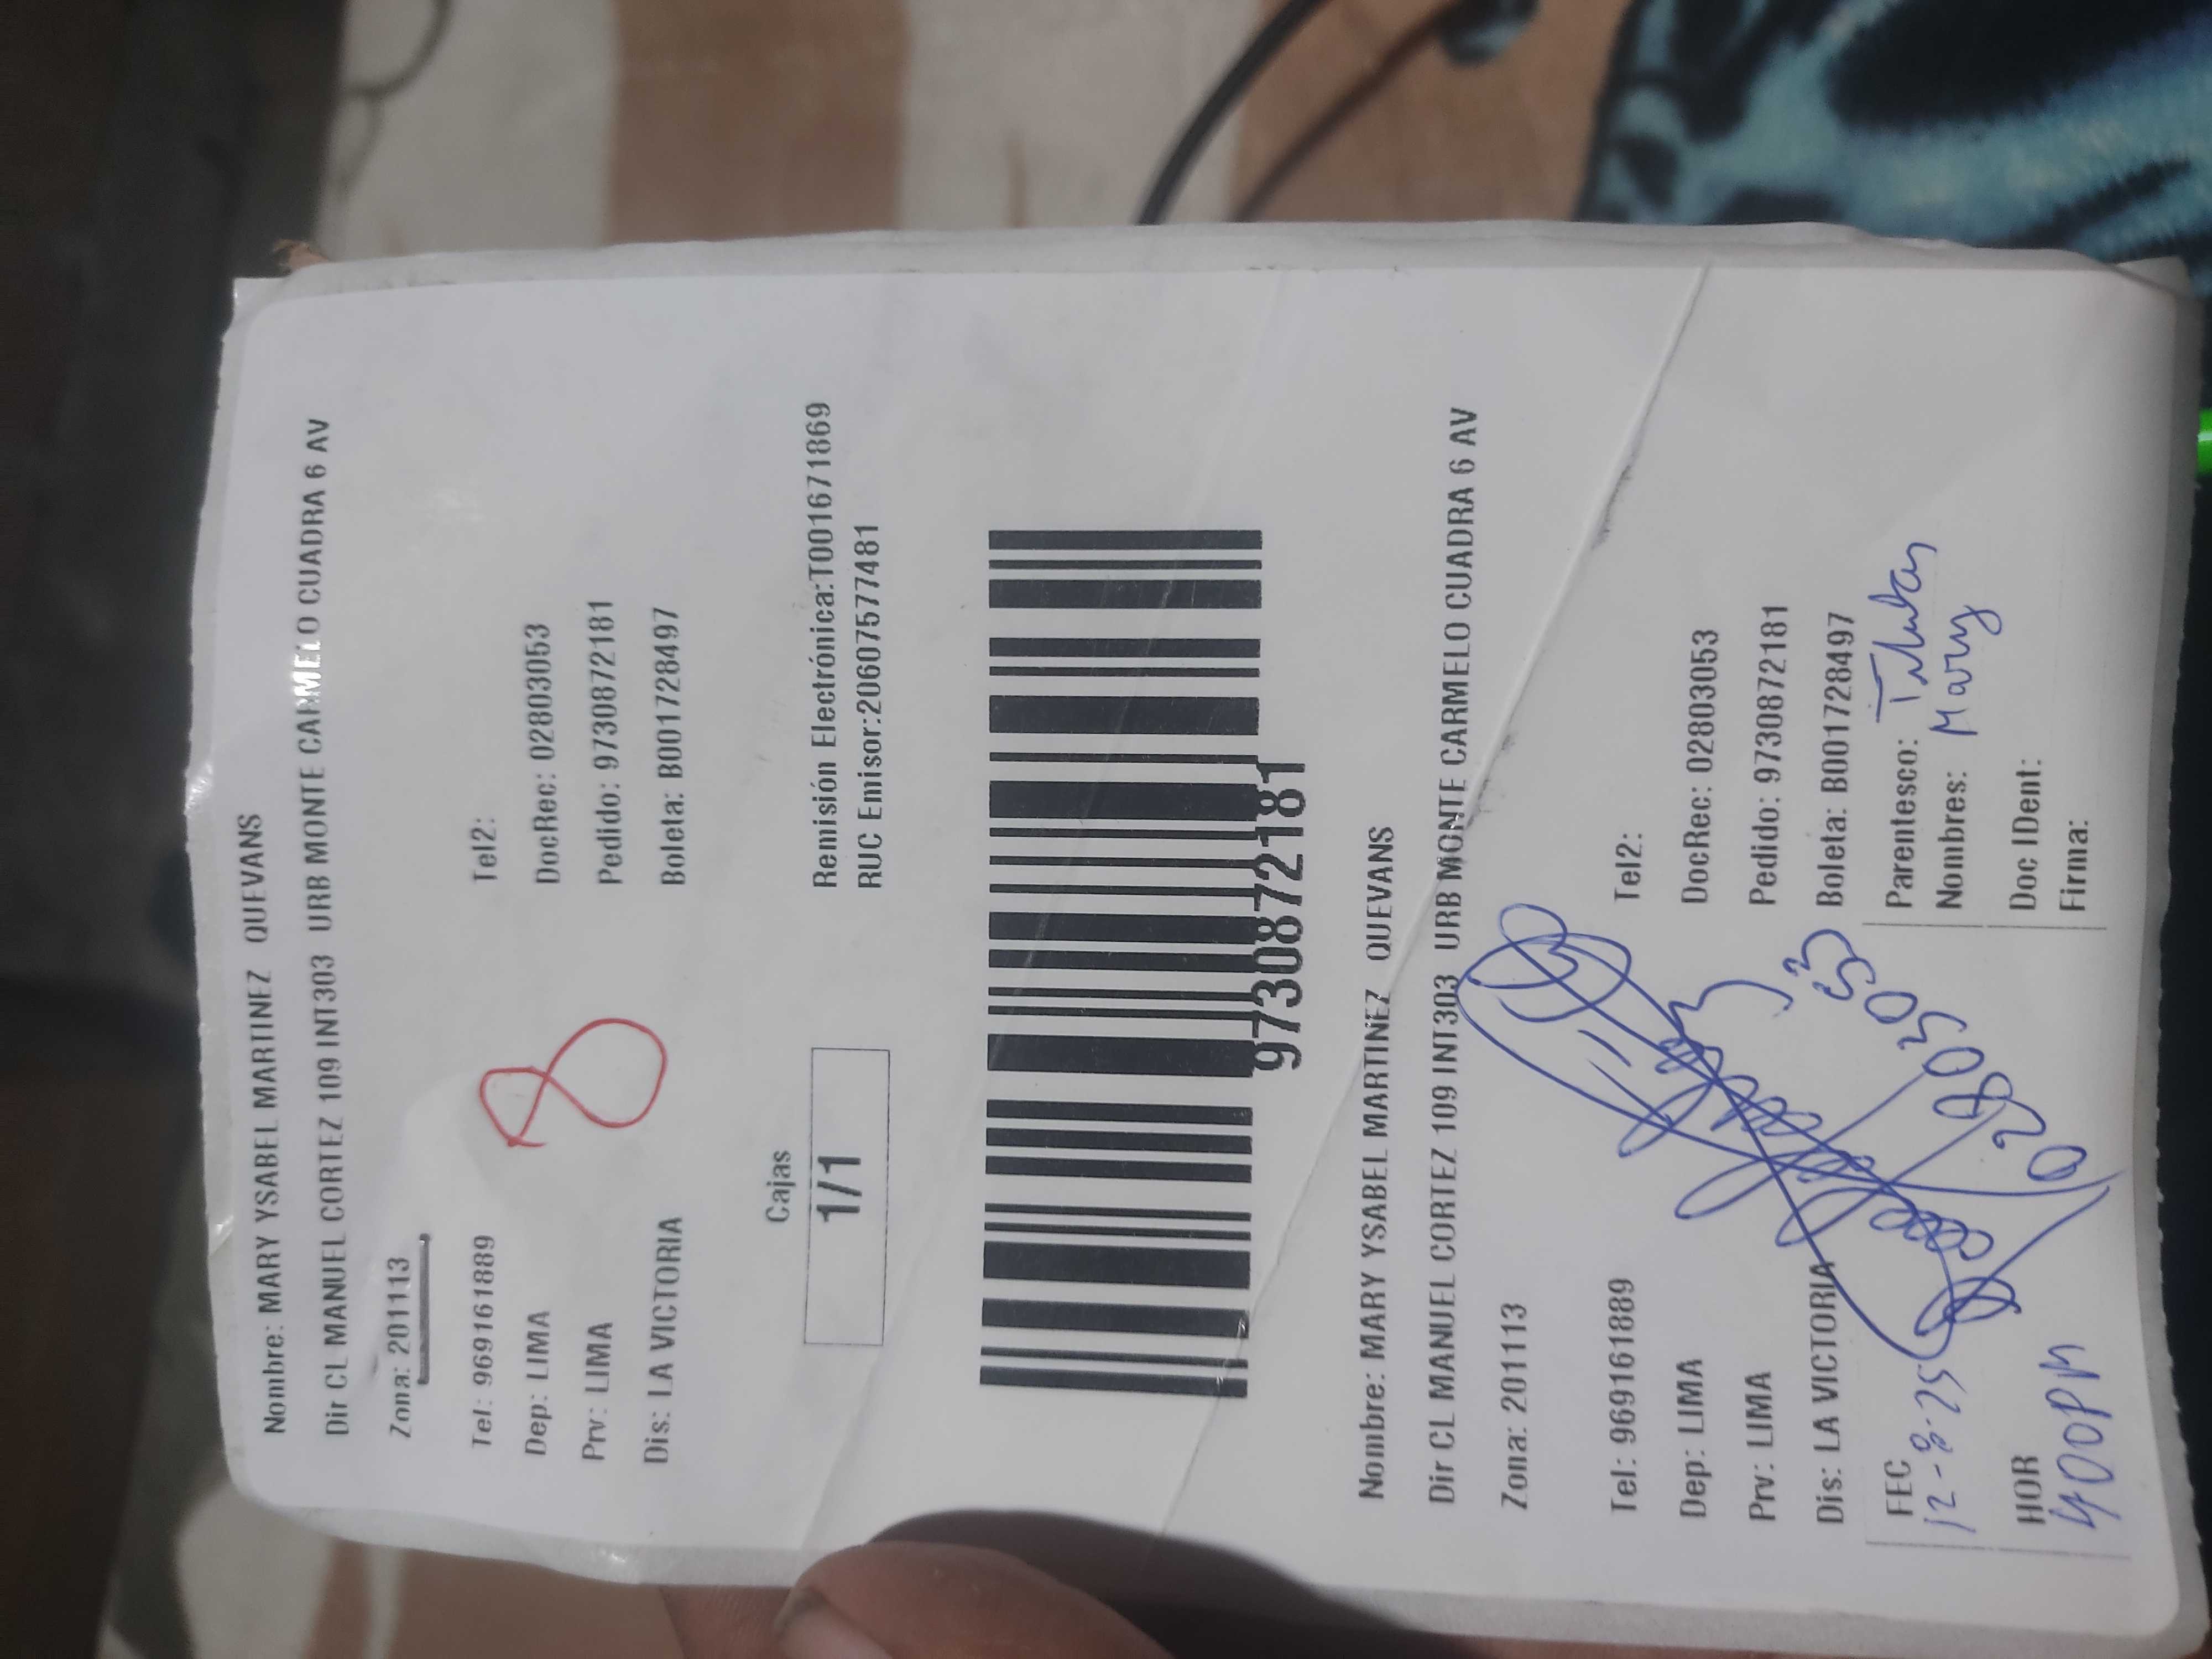 Nombre: MARY YSABEL MARTINEZ QUEVANS
Dir CL MANUEL CORTEZ 109 INT303 URB MONTE CARMELO CUADRA 6 AV
Zona: 201113
8
Tel: 969161889 Tel2:
Dep: LIMA DocRec: 02803053
Prv: LIMA Pedido: 9730872181
Dis: LA VICTORIA Boleta: B001728497
Cajas
1/1
Remisión Electrónica:T001671869
RUC Emisor:20607577481
9730872181
Nombre: MARY YSABEL MARTINEZ QUEVANS
Dir CL MANUEL CORTEZ 109 INT303 URB MONTE CARMELO CUADRA 6 AV
Zona: 201113
Tel: 969161889 Tel2:
Dep: LIMA DocRec: 02803053
Prv: LIMA Pedido: 9730872181
Dis: LA VICTORIA Boleta: B001728497
FEC
12-8-25
HOR
400PM
02803053
Parentesco:
Nombres: Mary
Doc IDent:
Firma: